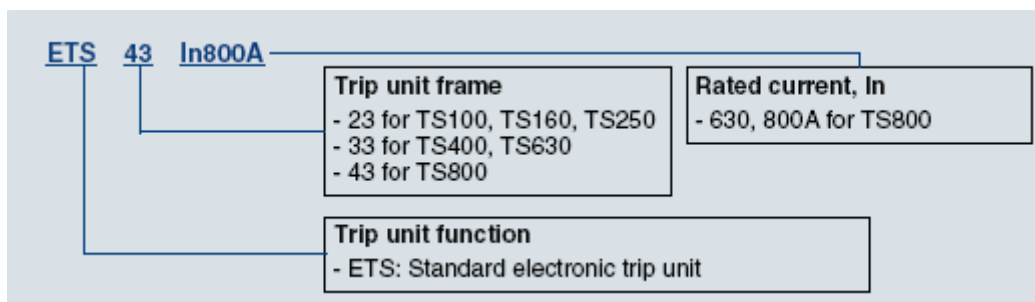 ETS 43 In800A
Trip unit frame
- 23 for TS100, TS160, TS250
- 33 for TS400, TS630
- 43 for TS800
Rated current, In
- 630, 800A for TS800
Trip unit function
- ETS: Standard electronic trip unit